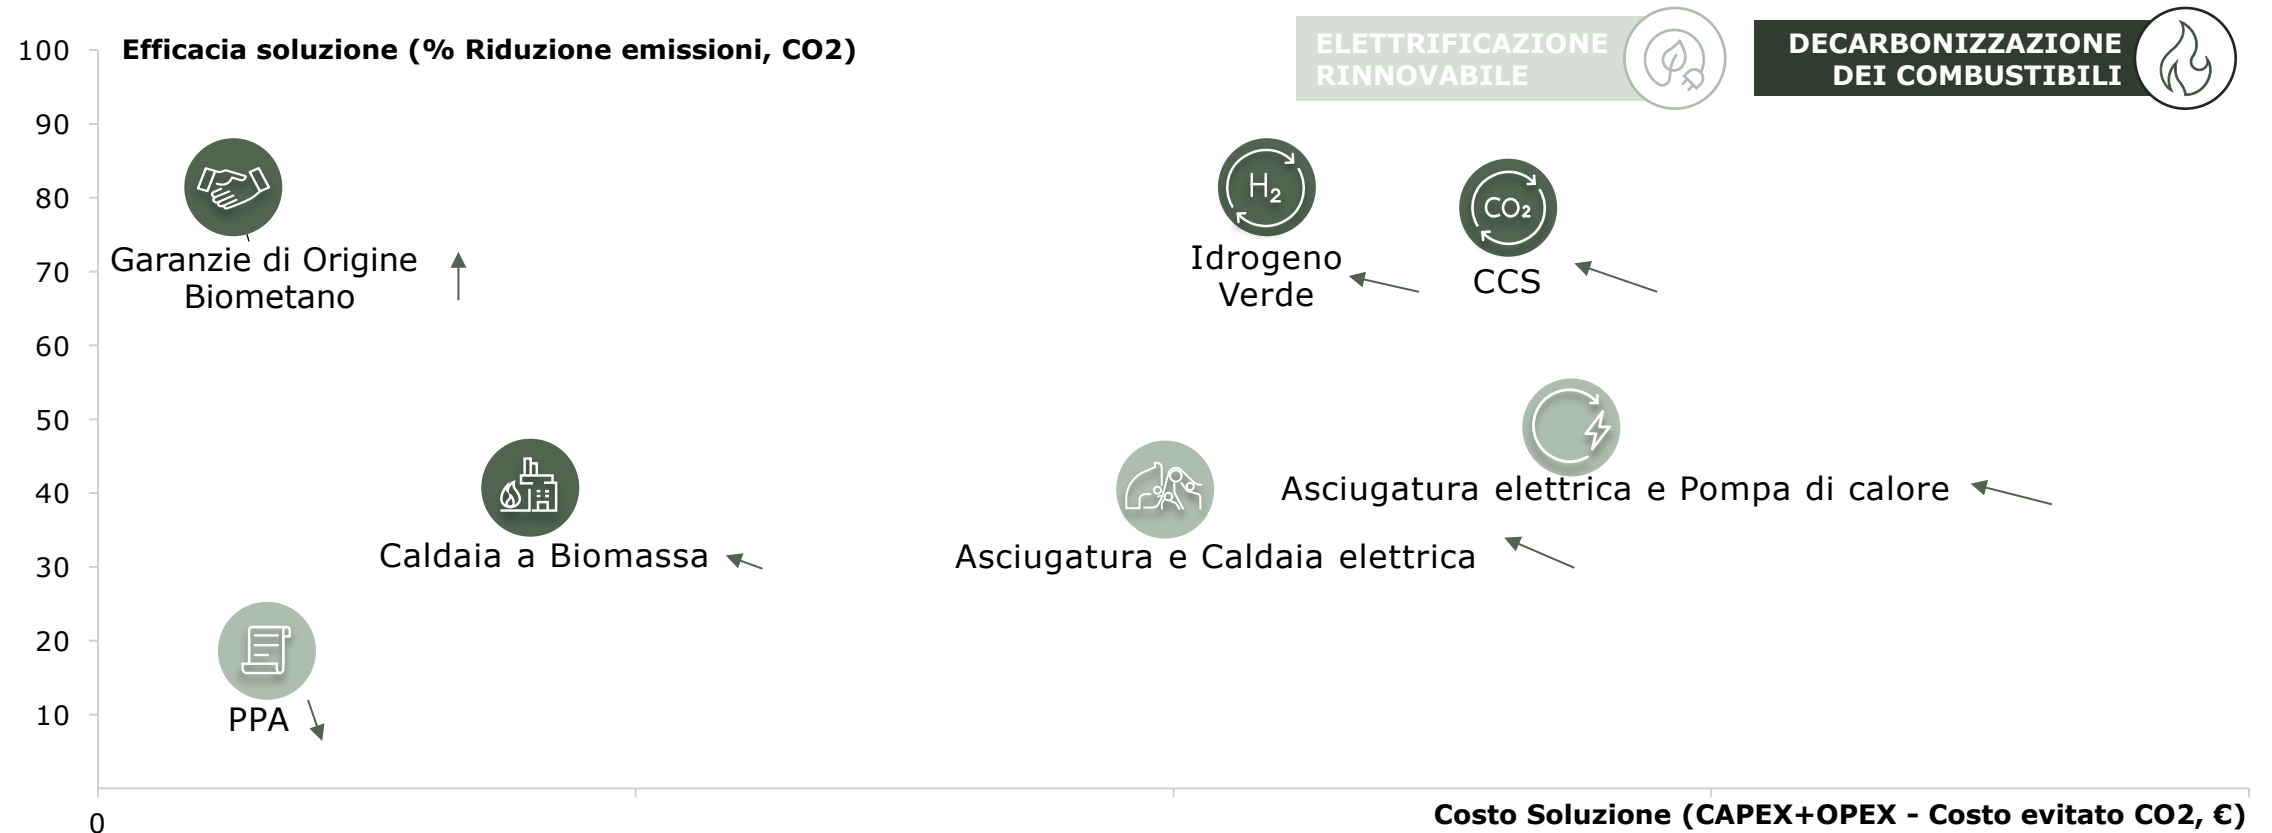 Efficacia soluzione (% Riduzione emissioni, CO2)
ELETTRIFICAZIONE
RINNOVABILE
DECARBONIZZAZIONE
DEI COMBUSTIBILI
100
90
80
70
60
50
40
30
20
10
0
Garanzie di Origine
Biometano
H2
Idrogeno
Verde
CO2
CCS
Asciugatura elettrica e Pompa di calore
Caldaia a Biomassa
Asciugatura e Caldaia elettrica
PPA
Costo Soluzione (CAPEX+OPEX - Costo evitato CO2, €)